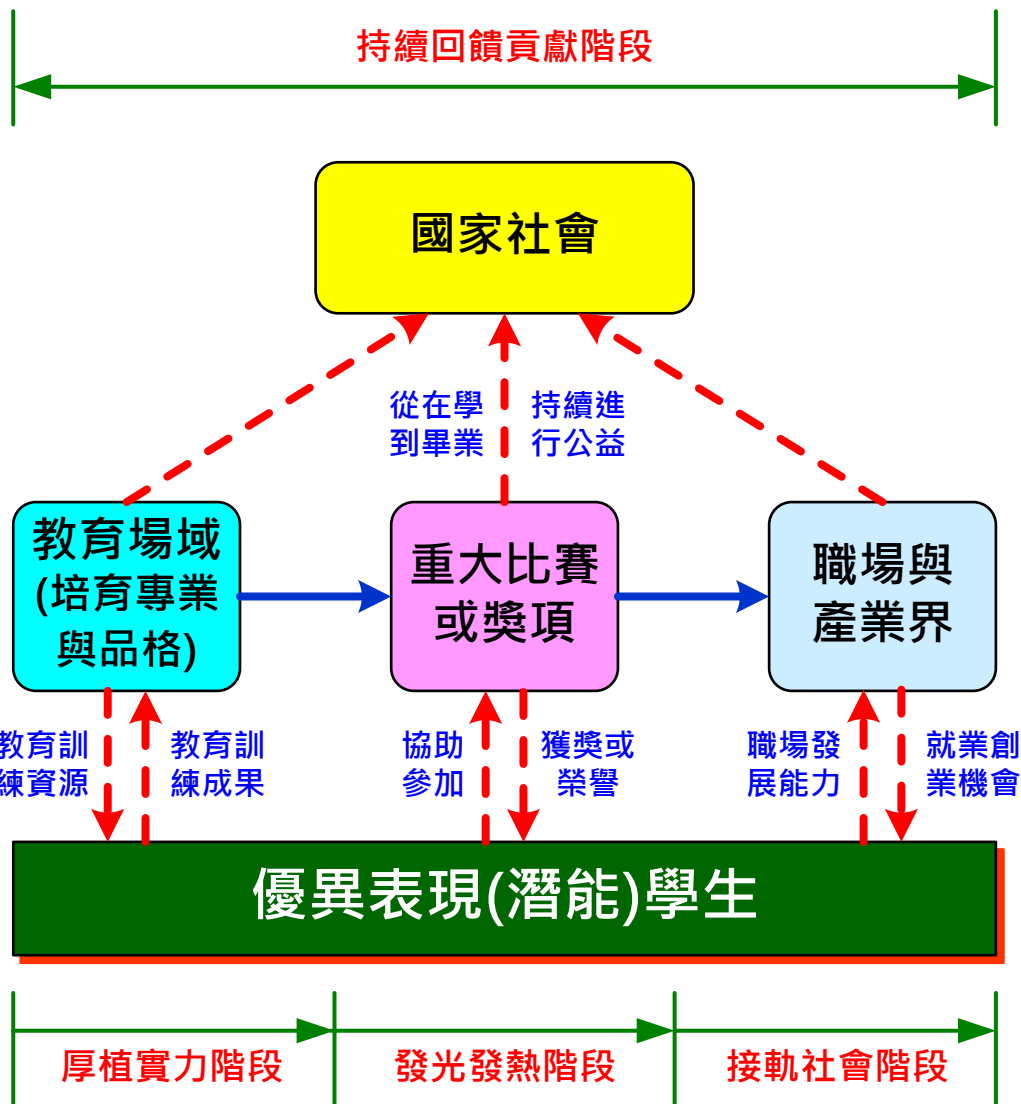 持續回饋貢獻階段
國家社會
從在學
到畢業
持續進
行公益
教育場域
(培育專業
與品格)
重大比賽
或獎項
職場與
產業界
教育訓
練資源
教育訓
練成果
協助
參加
獲獎或
榮譽
職場發
展能力
就業創
業機會
優異表現(潛能)學生
厚植實力階段
發光發熱階段
接軌社會階段